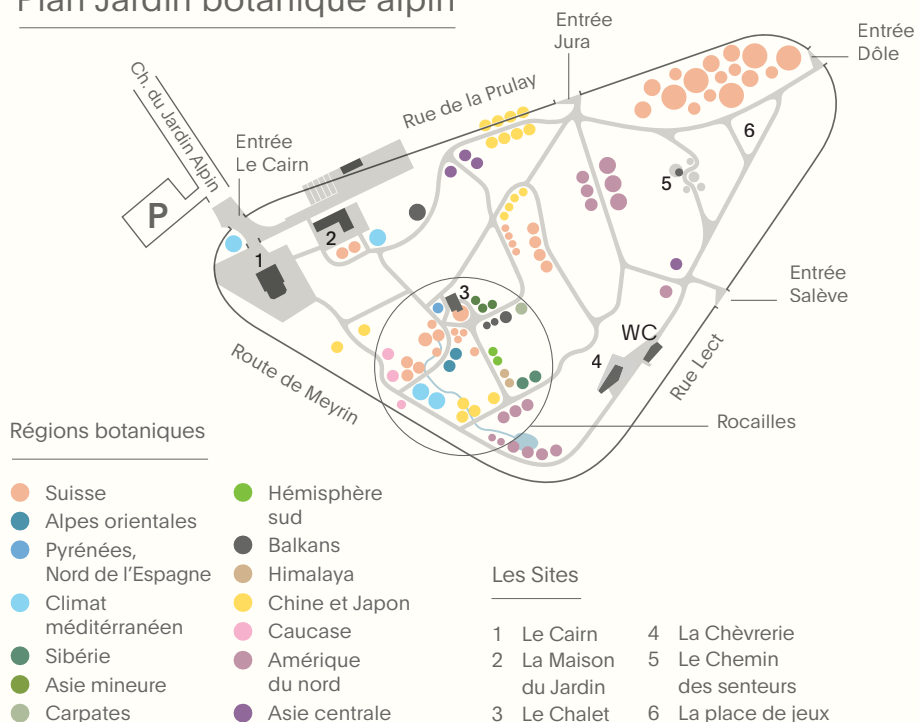 Plan Jardin botanique alpin
Entrée
Jura
Entrée
Dôle
Ch. du Jardin Alpin
Rue de la Prulay
Entrée
Le Cairn
P
1
2
3
4
5
6
WC
Entrée
Salève
Rue Lect
Route de Meyrin
Rocailles
Régions botaniques
Suisse
Alpes orientales
Pyrénées,
Nord de l'Espagne
Climat
méditérranéen
Sibérie
Asie mineure
Carpates
Hémisphère
sud
Balkans
Himalaya
Chine et Japon
Caucase
Amérique
du nord
Asie centrale
Les Sites
1 Le Cairn
2 La Maison
du Jardin
3 Le Chalet
4 La Chèvrerie
5 Le Chemin
des senteurs
6 La place de jeux